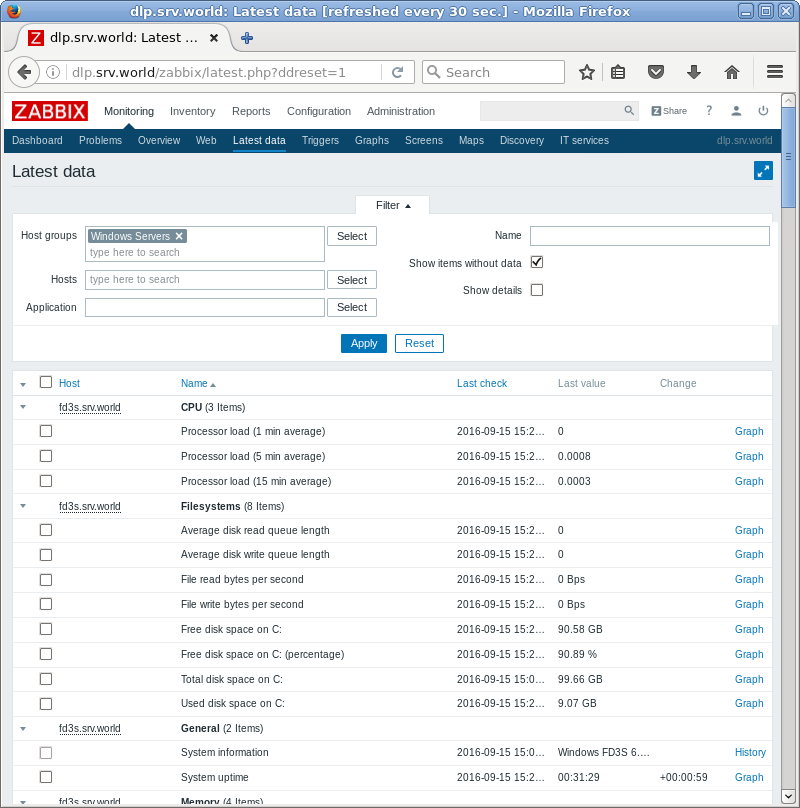 dlp.srv.world: Latest data [refreshed every 30 sec.] - Mozilla Firefox
Z dlp.srv.world: Latest ...
dlp.srv.world/zabbix/latest.php?ddreset=1 Search
ZABBIX Monitoring Inventory Reports Configuration Administration Z Share ?
Dashboard Problems Overview Web Latest data Triggers Graphs Screens Maps Discovery IT services dlp.srv.world
Latest data
Filter
Host groups Windows Servers Select Name
type here to search
Show items without data
Hosts type here to search Select
Show details
Application Select
Apply Reset
Host Name Last check Last value Change
fd3s.srv.world CPU (3 Items)
Processor load (1 min average) 2016-09-15 15:2... 0 Graph
Processor load (5 min average) 2016-09-15 15:2... 0.0008 Graph
Processor load (15 min average) 2016-09-15 15:2... 0.0003 Graph
fd3s.srv.world Filesystems (8 Items)
Average disk read queue length 2016-09-15 15:2... 0 Graph
Average disk write queue length 2016-09-15 15:2... 0 Graph
File read bytes per second 2016-09-15 15:2... 0 Bps Graph
File write bytes per second 2016-09-15 15:2... 0 Bps Graph
Free disk space on C: 2016-09-15 15:2... 90.58 GB Graph
Free disk space on C: (percentage) 2016-09-15 15:2... 90.89 % Graph
Total disk space on C: 2016-09-15 15:0... 99.66 GB Graph
Used disk space on C: 2016-09-15 15:2... 9.07 GB Graph
fd3s.srv.world General (2 Items)
System information 2016-09-15 15:0... Windows FD3S 6.... History
System uptime 2016-09-15 15:2... 00:31:29 +00:00:59 Graph
fd3s.srv.world Memory (4 Items)